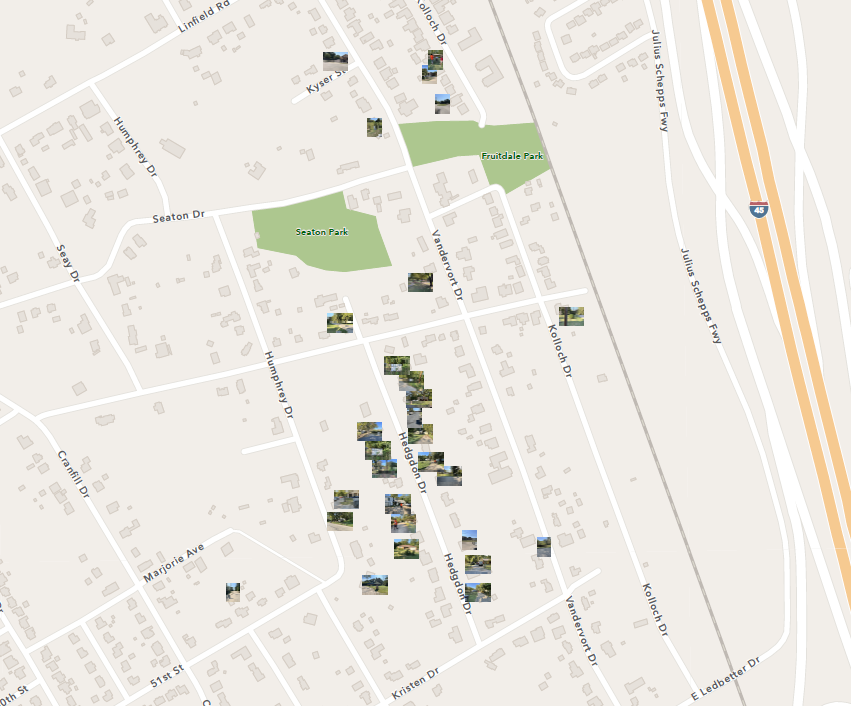 Linfield Rd
Kolloch Dr
Julius Schepps Fwy
Kyser St
Humphrey Dr
Fruitdale Park
Seaton Dr
45
Seaton Park
Seay Dr
Vandervort Dr
Julius Schepps Fwy
Kolloch Dr
Humphrey Dr
Hedgdon Dr
Cranfill Dr
Marjorie Ave
Hedgdon Dr
Vandervort Dr
Kolloch Dr
51st St
Kristen Dr
E Ledbetter Dr
0th St
C